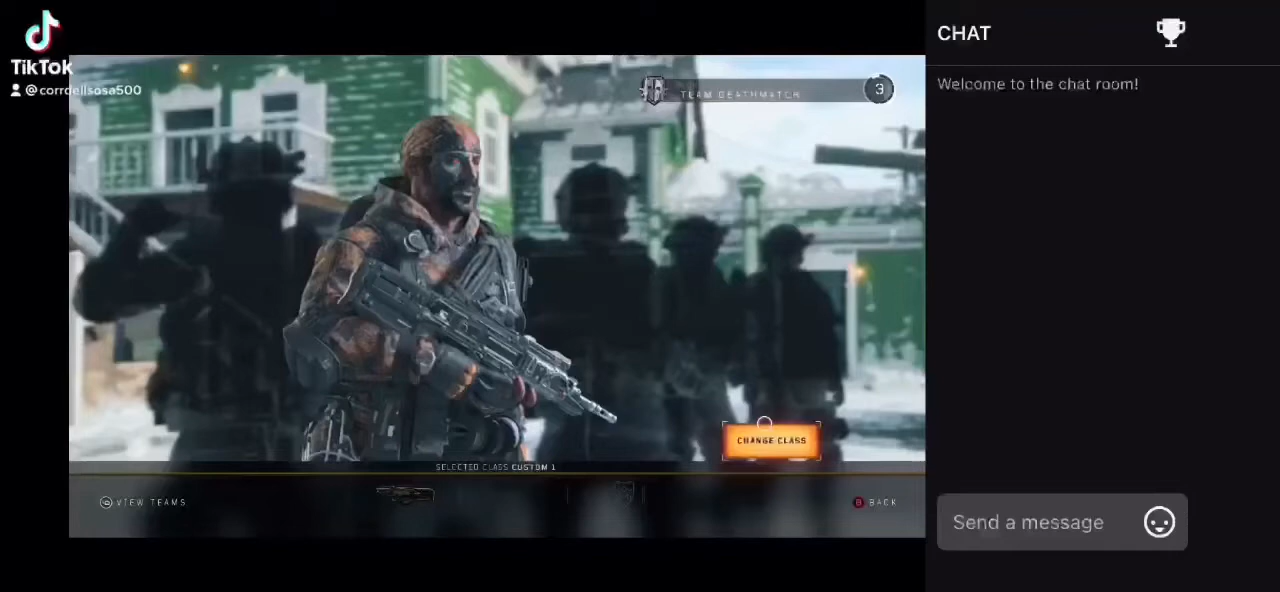 TikTok
@corrdellsosa500
TEAM DEATHMATCH
3
CHANGE CLASS
SELECTED CLASS CUSTOM 1
VIEW TEAMS
B BACK
CHAT
Welcome to the chat room!
Send a message